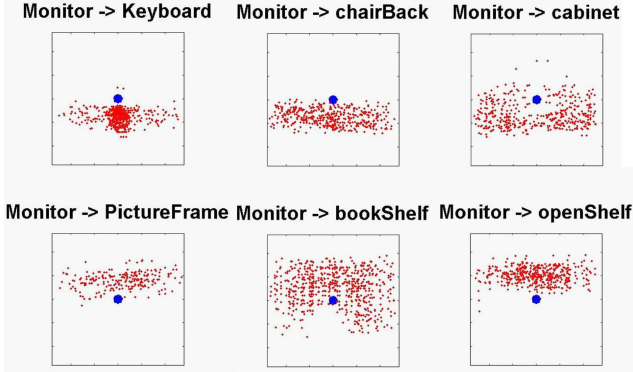 Monitor -> Keyboard
Monitor -> chairBack
Monitor -> cabinet
Monitor -> PictureFrame
Monitor -> bookShelf
Monitor -> openShelf